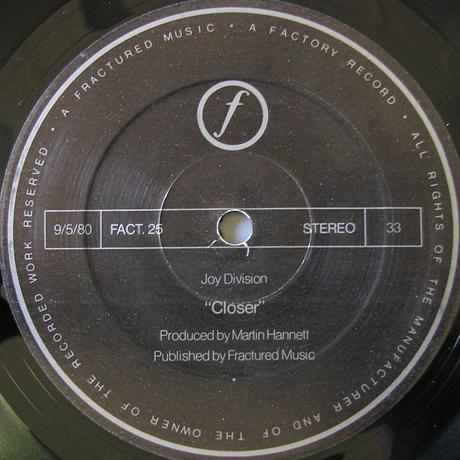 · A FRACTURED MUSIC · A FACTORY RECORD · ALL RIGHTS OF THE MANUFACTURER AND OF THE OWNER OF THE RECORDED WORK RESERVED
f
9/5/80 FACT. 25 STEREO 33
Joy Division
“Closer”
Produced by Martin Hannett
Published by Fractured Music